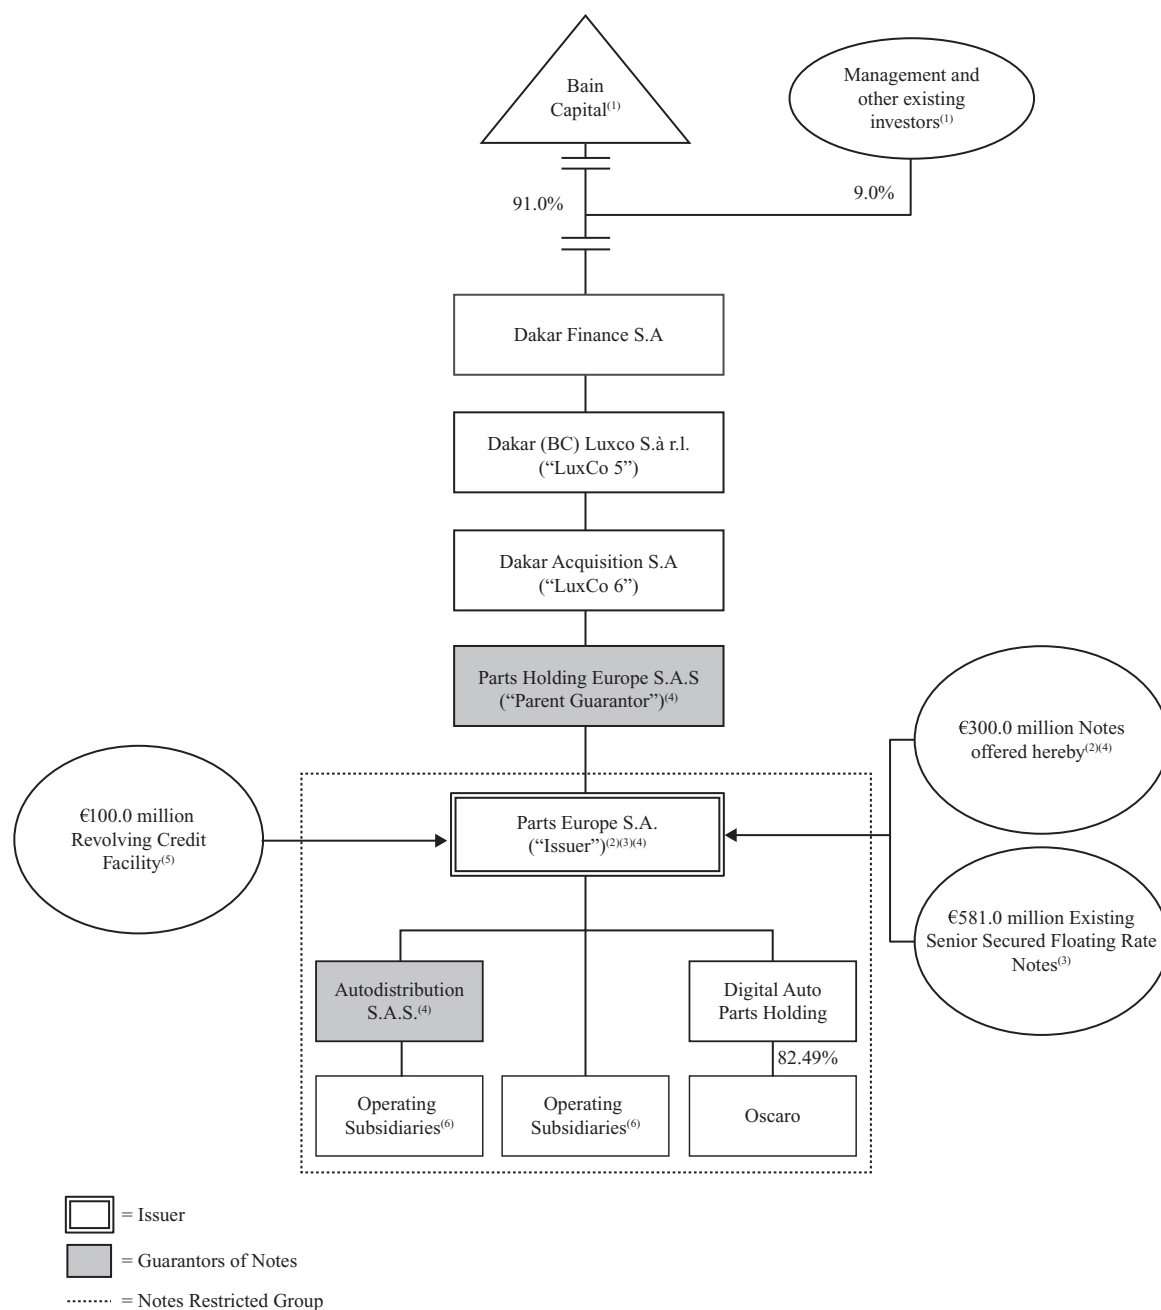 Bain
Capital(1)
Management and
other existing
investors(1)
91.0%
9.0%
Dakar Finance S.A
Dakar (BC) Luxco S.à r.l.
(“LuxCo 5”)
Dakar Acquisition S.A
(“LuxCo 6”)
Parts Holding Europe S.A.S
(“Parent Guarantor”)(4)
€300.0 million Notes
offered hereby(2)(4)
€100.0 million
Revolving Credit
Facility(5)
Parts Europe S.A.
(“Issuer”)(2)(3)(4)
€581.0 million Existing
Senior Secured Floating Rate
Notes(3)
Autodistribution
S.A.S.(4)
Digital Auto
Parts Holding
82.49%
Operating
Subsidiaries(6)
Operating
Subsidiaries(6)
Oscaro
= Issuer
= Guarantors of Notes
= Notes Restricted Group